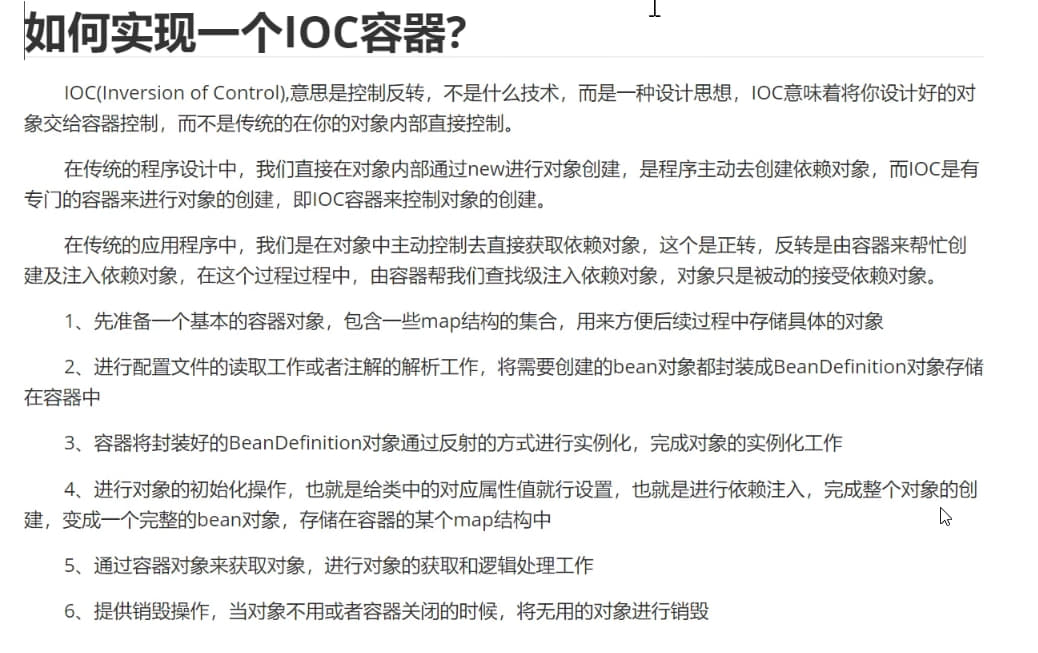 如何实现一个IOC容器?
IOC(Inversion of Control),意思是控制反转，不是什么技术，而是一种设计思想，IOC意味着将你设计好的对
象交给容器控制，而不是传统的在你的对象内部直接控制。
在传统的程序设计中，我们直接在对象内部通过new进行对象创建，是程序主动去创建依赖对象，而IOC是有
专门的容器来进行对象的创建，即IOC容器来控制对象的创建。
在传统的应用程序中，我们是在对象中主动控制去直接获取依赖对象，这个是正转，反转是由容器来帮忙创
建及注入依赖对象，在这个过程过程中，由容器帮我们查找级注入依赖对象，对象只是被动的接受依赖对象。
1、先准备一个基本的容器对象，包含一些map结构的集合，用来方便后续过程中存储具体的对象
2、进行配置文件的读取工作或者注解的解析工作，将需要创建的bean对象都封装成BeanDefinition对象存储
在容器中
3、容器将封装好的BeanDefinition对象通过反射的方式进行实例化，完成对象的实例化工作
4、进行对象的初始化操作，也就是给类中的对应属性值就行设置，也就是进行依赖注入，完成整个对象的创
建，变成一个完整的bean对象，存储在容器的某个map结构中
5、通过容器对象来获取对象，进行对象的获取和逻辑处理工作
6、提供销毁操作，当对象不用或者容器关闭的时候，将无用的对象进行销毁